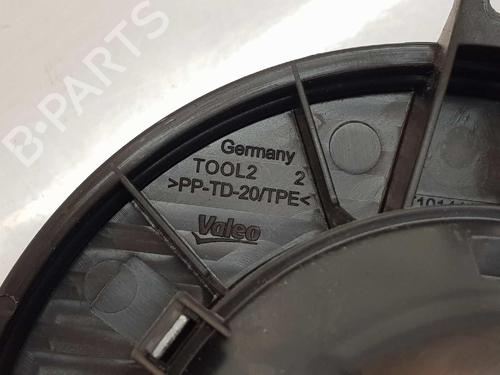 B-PARTS
Germany
TOOL2 2
>PP-TD-20/TPE<
Valeo